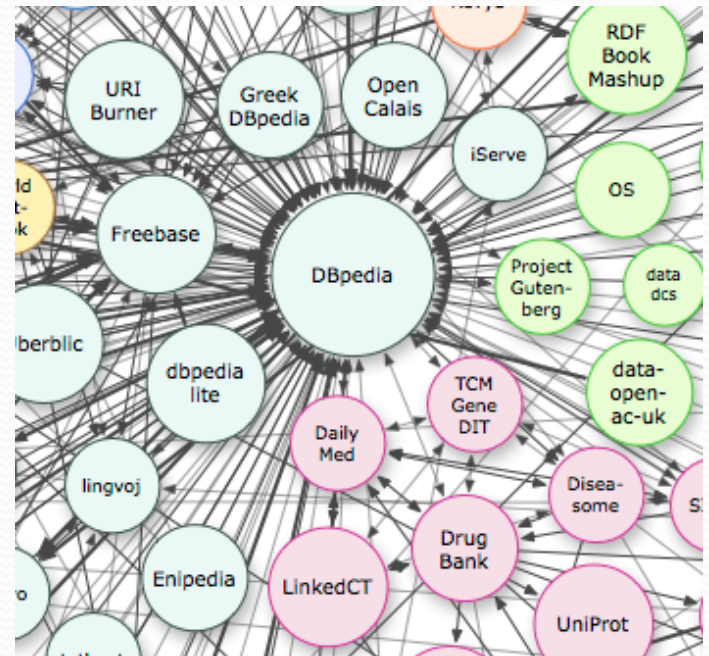 URI
Burner
Greek
DBpedia
Open
Calais
RDF
Book
Mashup
iServe
OS
Freebase
DBpedia
Project
Guten-
berg
data
dcs
dbpedia
lite
TCM
Gene
DIT
data-
open-
ac-uk
Daily
Med
lingvoj
Disea-
some
Drug
Bank
Enipedia
LinkedCT
UniProt